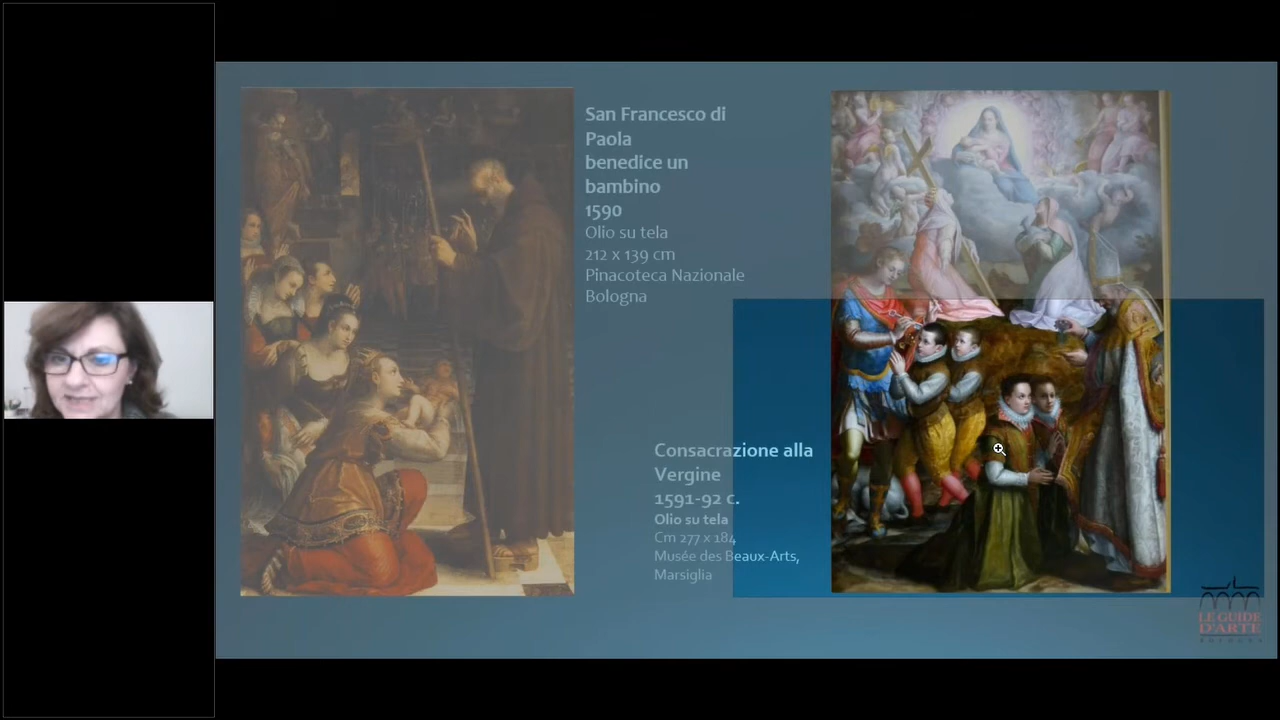 San Francesco di
Paola
benedice un
bambino
1590
Olio su tela
212 x 139 cm
Pinacoteca Nazionale
Bologna
Consacrazione alla
Vergine
1591-92 c.
Olio su tela
Cm 277 x 184
Musée des Beaux-Arts,
Marsiglia
LE GUIDE
D'ARTE